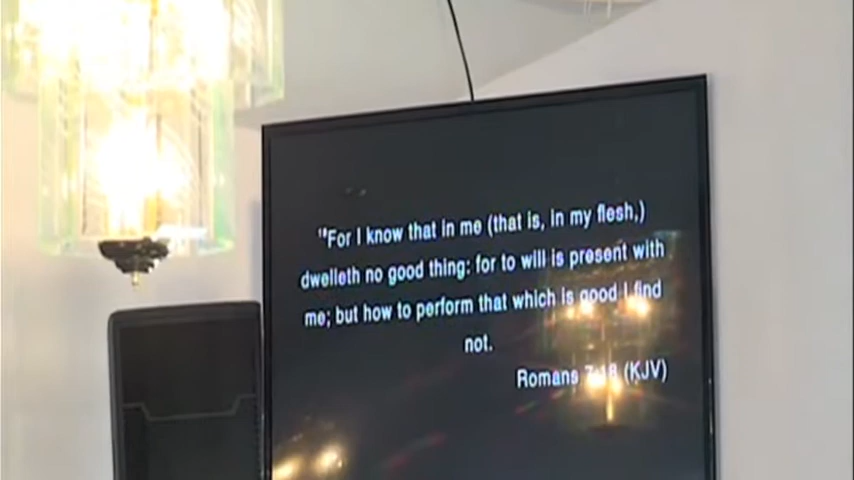 ¹⁸For I know that in me (that is, in my flesh,)
dwelleth no good thing: for to will is present with
me; but how to perform that which is good I find
not.
Romans 7:18 (KJV)